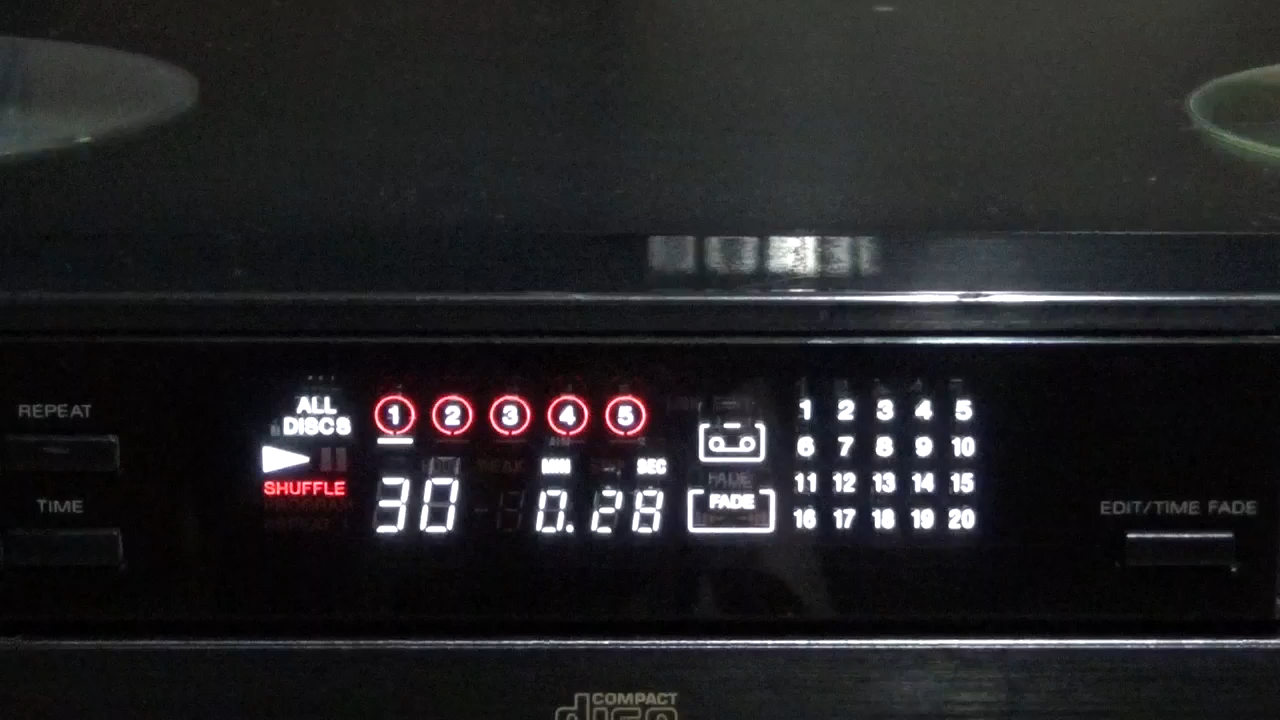 REPEAT
TIME
ALL
DISCS
SHUFFLE
1 2 3 4 5
MIN SEC
30 0.28
FADE
FADE
1 2 3 4 5
6 7 8 9 10
11 12 13 14 15
16 17 18 19 20
EDIT/TIME FADE
COMPACT
disc